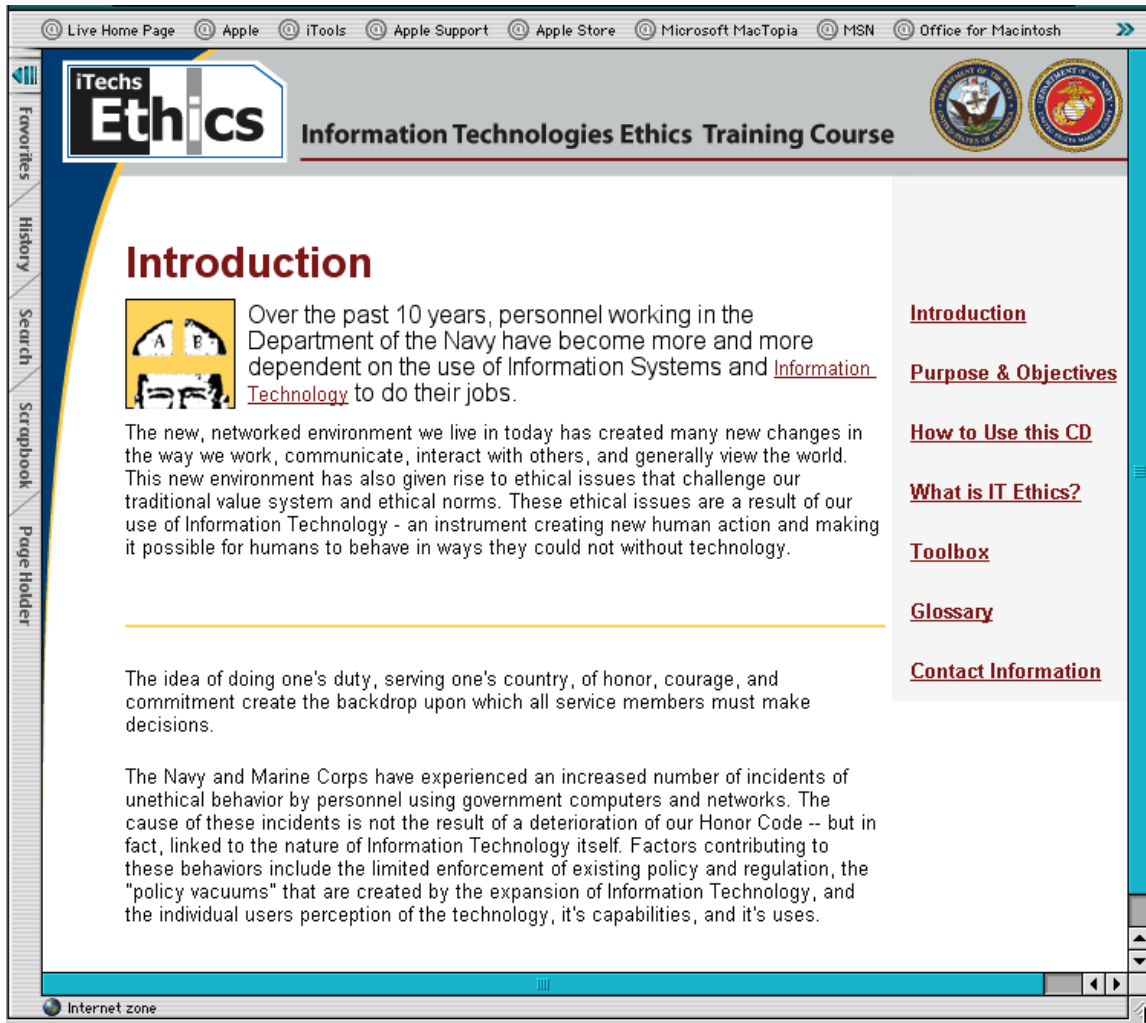 Live Home Page Apple iTools Apple Support Apple Store Microsoft MacTopia MSN Office for Macintosh
Favorites
History
Search
Scrapbook
Page Holder
iTechs
Ethics
Information Technologies Ethics Training Course
Introduction
Over the past 10 years, personnel working in the
Department of the Navy have become more and more
dependent on the use of Information Systems and Information
Technology to do their jobs.
A B
The new, networked environment we live in today has created many new changes in
the way we work, communicate, interact with others, and generally view the world.
This new environment has also given rise to ethical issues that challenge our
traditional value system and ethical norms. These ethical issues are a result of our
use of Information Technology - an instrument creating new human action and making
it possible for humans to behave in ways they could not without technology.
The idea of doing one's duty, serving one's country, of honor, courage, and
commitment create the backdrop upon which all service members must make
decisions.
The Navy and Marine Corps have experienced an increased number of incidents of
unethical behavior by personnel using government computers and networks. The
cause of these incidents is not the result of a deterioration of our Honor Code -- but in
fact, linked to the nature of Information Technology itself. Factors contributing to
these behaviors include the limited enforcement of existing policy and regulation, the
"policy vacuums" that are created by the expansion of Information Technology, and
the individual users perception of the technology, it's capabilities, and it's uses.
Introduction
Purpose & Objectives
How to Use this CD
What is IT Ethics?
Toolbox
Glossary
Contact Information
Internet zone